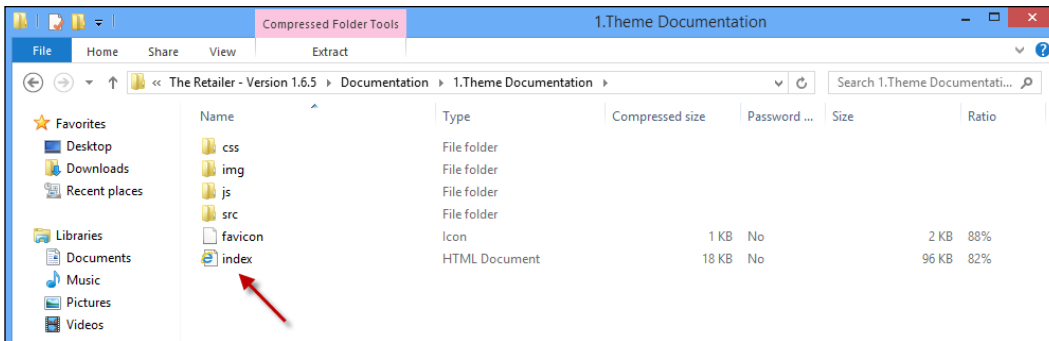 Compressed Folder Tools 1.Theme Documentation
File Home Share View Extract
« The Retailer - Version 1.6.5 Documentation 1.Theme Documentation Search 1.Theme Documentati...
Name Type Compressed size Password ... Size Ratio
Favorites
Desktop
Downloads
Recent places
Libraries
Documents
Music
Pictures
Videos
css File folder
img File folder
js File folder
src File folder
favicon Icon 1 KB No 2 KB 88%
index HTML Document 18 KB No 96 KB 82%